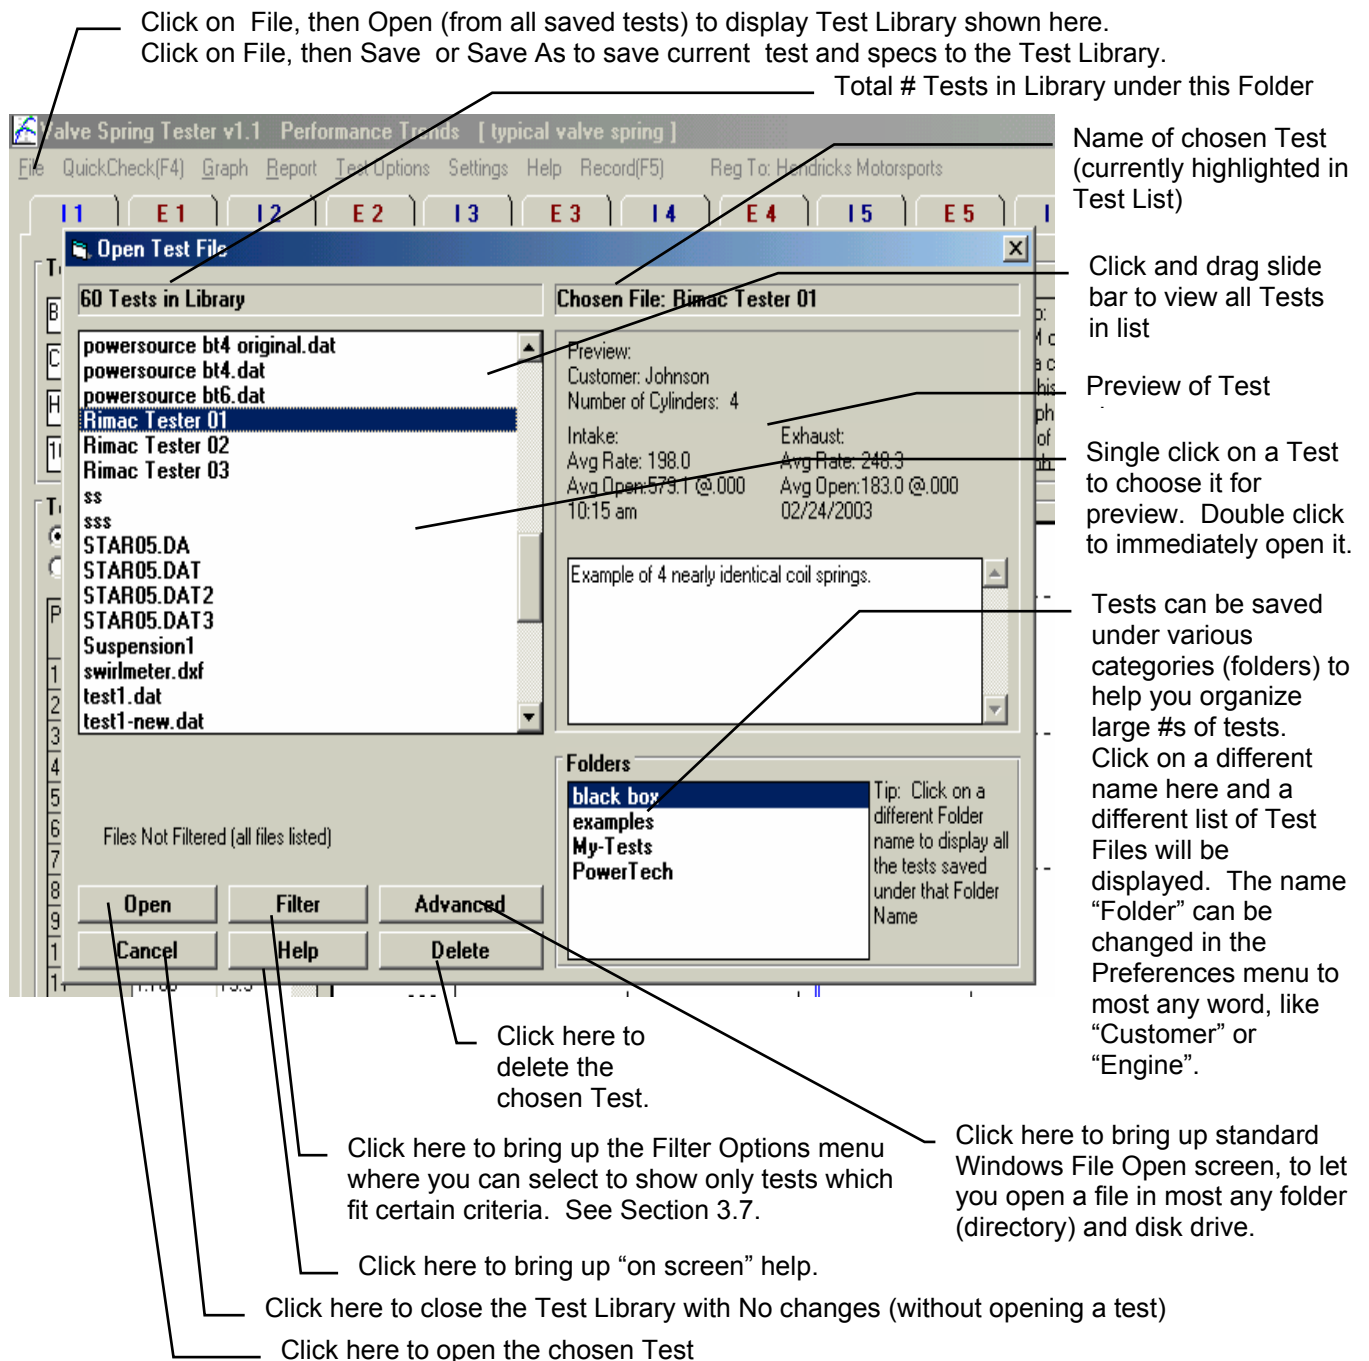 Click on File, then Open (from all saved tests) to display Test Library shown here.
Click on File, then Save or Save As to save current test and specs to the Test Library.
Total # Tests in Library under this Folder
Valve Spring Tester v1.1 Performance Trends [ typical valve spring ]
File QuickCheck(F4) Graph Report Test Options Settings Help Record(F5) Reg To: Hendricks Motorsports
I 1 E 1 I 2 E 2 I 3 E 3 I 4 E 4 I 5 E 5 I
Name of chosen Test
(currently highlighted in
Test List)
Open Test File
60 Tests in Library
Chosen File: Rimac Tester 01
Click and drag slide
bar to view all Tests
in list
powersource bt4 original.dat
powersource bt4.dat
powersource bt6.dat
Rimac Tester 01
Rimac Tester 02
Rimac Tester 03
ss
sss
STAR05.DA
STAR05.DAT
STAR05.DAT2
STAR05.DAT3
Suspension1
swirlmeter.dxf
test1.dat
test1-new.dat
Preview:
Customer: Johnson
Number of Cylinders: 4
Intake: Exhaust:
Avg Rate: 198.0 Avg Rate: 248.3
Avg Open:579.1 @.000 Avg Open:183.0 @.000
10:15 am 02/24/2003
Example of 4 nearly identical coil springs.
Preview of Test
Single click on a Test
to choose it for
preview. Double click
to immediately open it.
Tests can be saved
under various
categories (folders) to
help you organize
large #s of tests.
Click on a different
name here and a
different list of Test
Files will be
displayed. The name
“Folder” can be
changed in the
Preferences menu to
most any word, like
“Customer” or
“Engine”.
Folders
black box
examples
My-Tests
PowerTech
Tip: Click on a
different Folder
name to display all
the tests saved
under that Folder
Name
Files Not Filtered (all files listed)
Open Filter Advanced
Cancel Help Delete
1
2
3
4
5
6
7
8
9
Click here to
delete the
chosen Test.
Click here to bring up the Filter Options menu
where you can select to show only tests which
fit certain criteria. See Section 3.7.
Click here to bring up standard
Windows File Open screen, to let
you open a file in most any folder
(directory) and disk drive.
Click here to bring up “on screen” help.
Click here to close the Test Library with No changes (without opening a test)
Click here to open the chosen Test